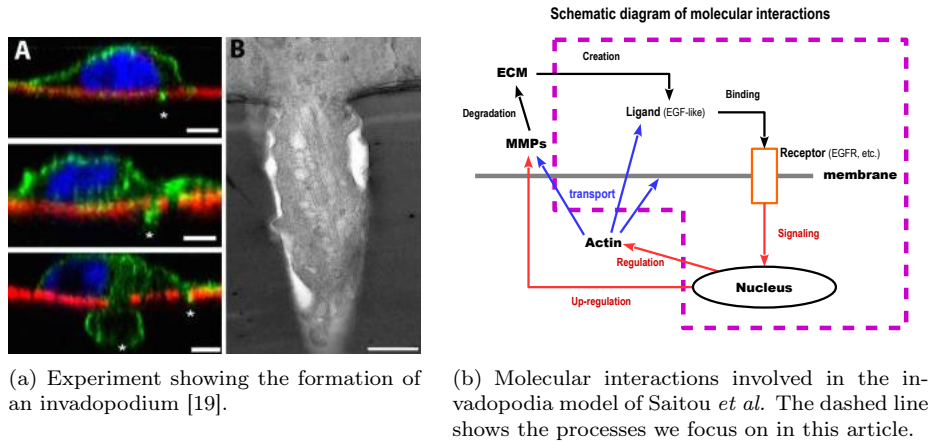 A
B
*
*
*
*
(a) Experiment showing the formation of
an invadopodium [19].
Schematic diagram of molecular interactions
ECM
Creation
Binding
Ligand (EGF-like)
Degradation
MMPs
Receptor (EGFR, etc.)
membrane
transport
Actin
Signaling
Regulation
Nucleus
Up-regulation
(b) Molecular interactions involved in the in-
vadopodia model of Saitou et al. The dashed line
shows the processes we focus on in this article.